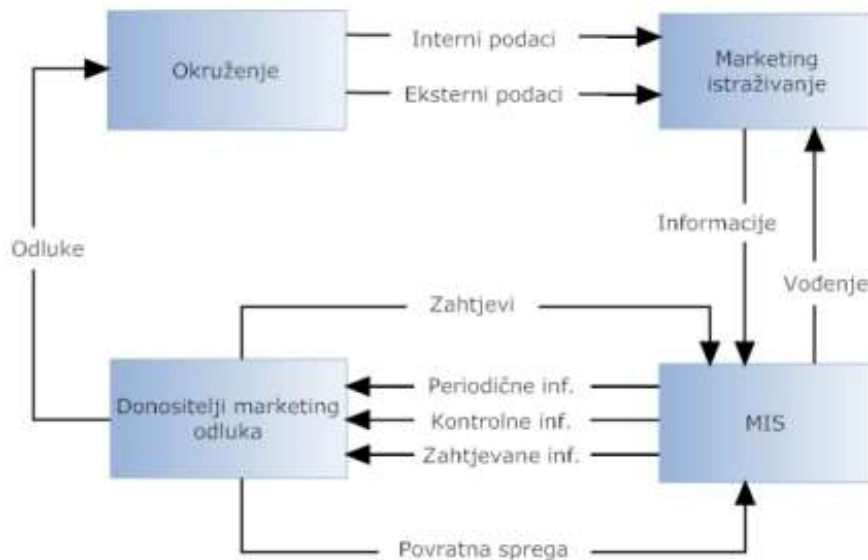 Interni podaci
Okruženje
Marketing
istraživanje
Eksterni podaci
Informacije
Odluke
Vođenje
Zahtjevi
Periodične inf.
Donositelji marketing
odluka
Kontrolne inf.
MIS
Zahtjevane inf.
Povratna sprega